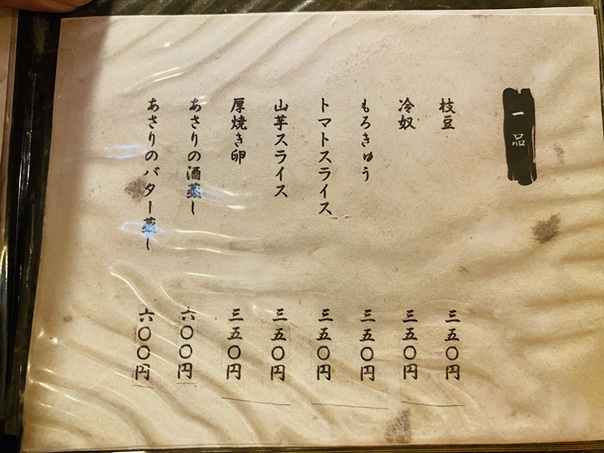 一品
枝豆 三五〇円
冷奴 三五〇円
もろきゅう 三五〇円
トマトスライス 三五〇円
山芋スライス 三五〇円
厚焼き卵 三五〇円
あさりの酒蒸し 六〇〇円
あさりのバター蒸し 六〇〇円